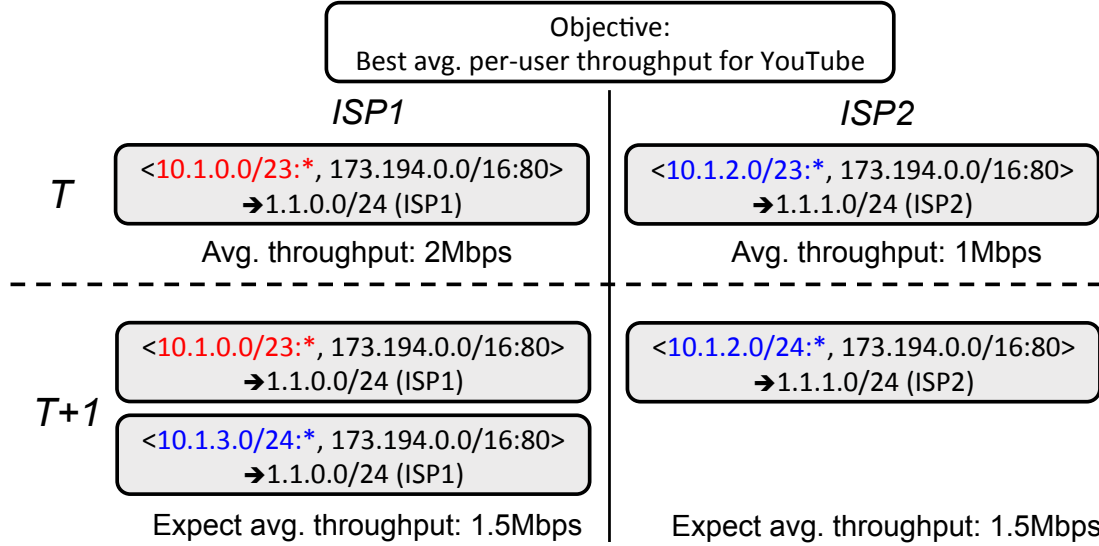 Objective:
Best avg. per-user throughput for YouTube
ISP1
ISP2
T
<10.1.0.0/23:*, 173.194.0.0/16:80>
➔1.1.0.0/24 (ISP1)
Avg. throughput: 2Mbps
<10.1.2.0/23:*, 173.194.0.0/16:80>
➔1.1.1.0/24 (ISP2)
Avg. throughput: 1Mbps
T+1
<10.1.0.0/23:*, 173.194.0.0/16:80>
➔1.1.0.0/24 (ISP1)
<10.1.3.0/24:*, 173.194.0.0/16:80>
➔1.1.0.0/24 (ISP1)
Expect avg. throughput: 1.5Mbps
<10.1.2.0/24:*, 173.194.0.0/16:80>
➔1.1.1.0/24 (ISP2)
Expect avg. throughput: 1.5Mbps